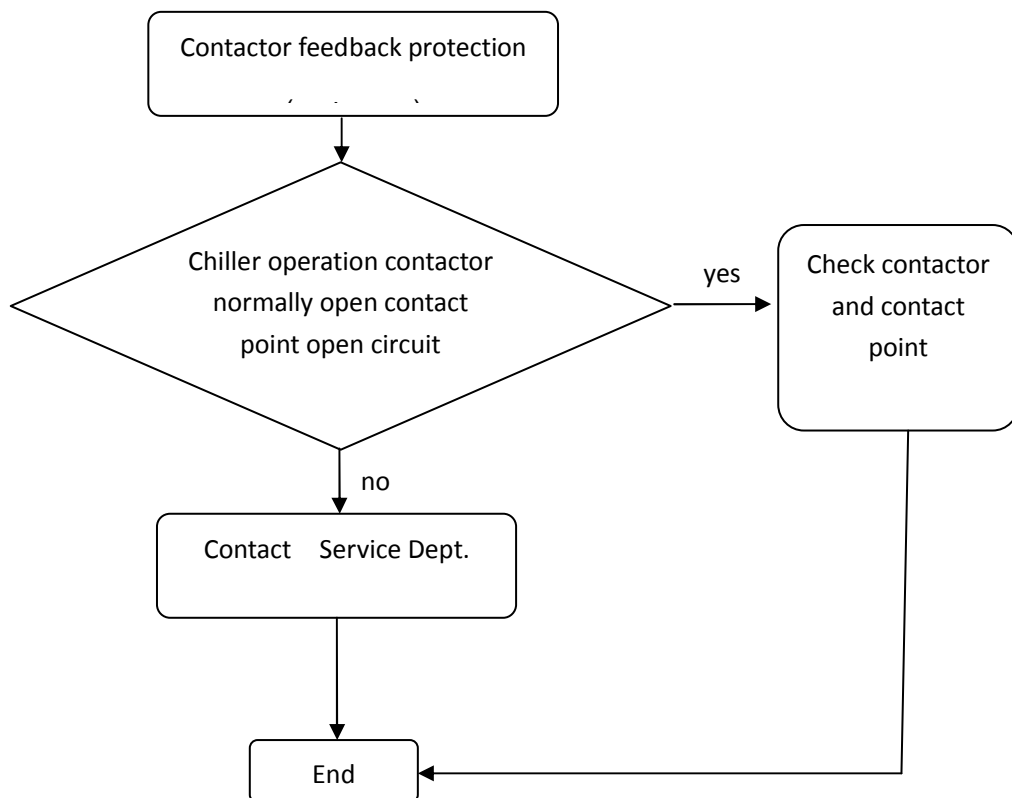 Contactor feedback protection
Chiller operation contactor
normally open contact
point open circuit
yes
Check contactor
and contact
point
no
Contact Service Dept.
End